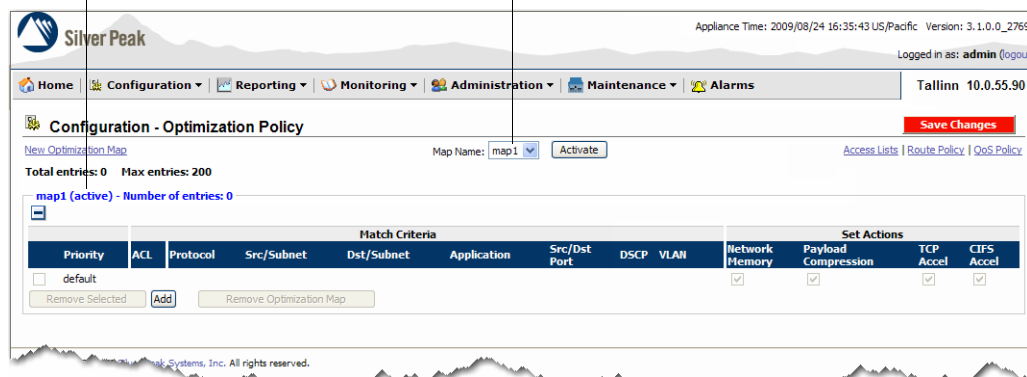 Silver Peak
Appliance Time: 2009/08/24 16:35:43 US/Pacific Version: 3.1.0.0_2769
Logged in as: admin (logou
Home Configuration Reporting Monitoring Administration Maintenance Alarms Tallinn 10.0.55.90
Configuration - Optimization Policy Save Changes
New Optimization Map Map Name: map1 Activate Access Lists | Route Policy | QoS Policy
Total entries: 0 Max entries: 200
map1 (active) - Number of entries: 0
Match Criteria Set Actions
Priority ACL Protocol Src/Subnet Dst/Subnet Application Src/Dst Port DSCP VLAN Network Memory Payload Compression TCP Accel CIFS Accel
default
Remove Selected Add Remove Optimization Map
Systems, Inc. All rights reserved.